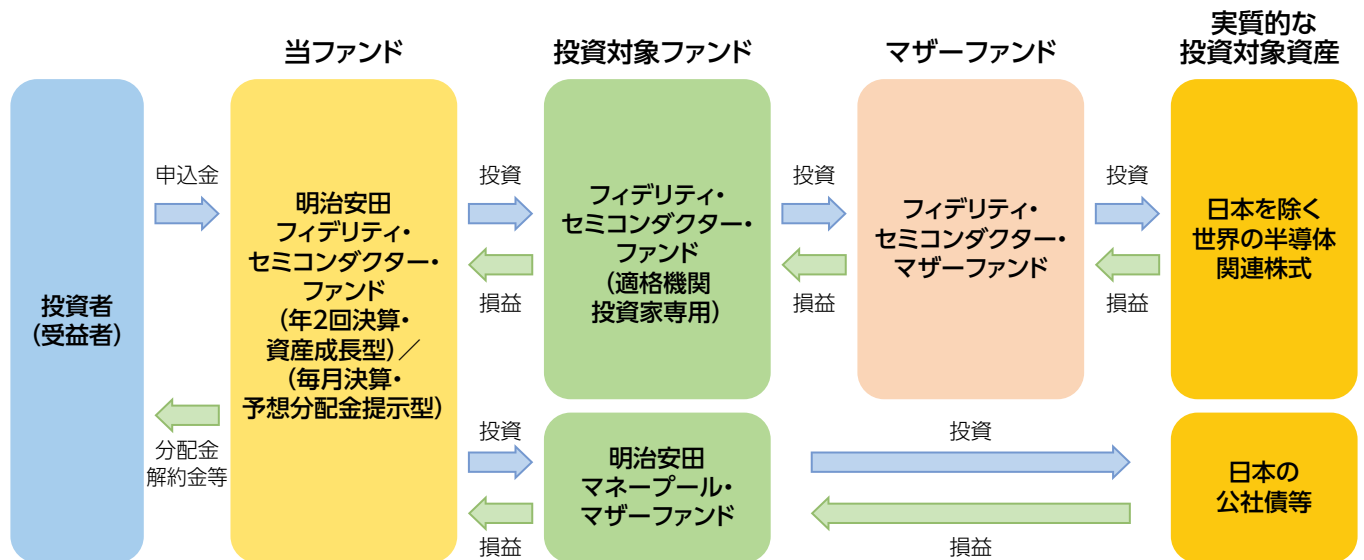 当ファンド
投資対象ファンド
マザーファンド
実質的な
投資対象資産
投資者
(受益者)
申込金
分配金
解約金等
明治安田
フィデリティ・
セミコンダクター・
ファンド
(年2回決算・
資産成長型)／
(毎月決算・
予想分配金提示型)
投資
損益
フィデリティ・
セミコンダクター・
ファンド
(適格機関
投資家専用)
投資
損益
フィデリティ・
セミコンダクター・
マザーファンド
投資
損益
日本を除く
世界の半導体
関連株式
投資
損益
明治安田
マネープール・
マザーファンド
投資
損益
日本の
公社債等